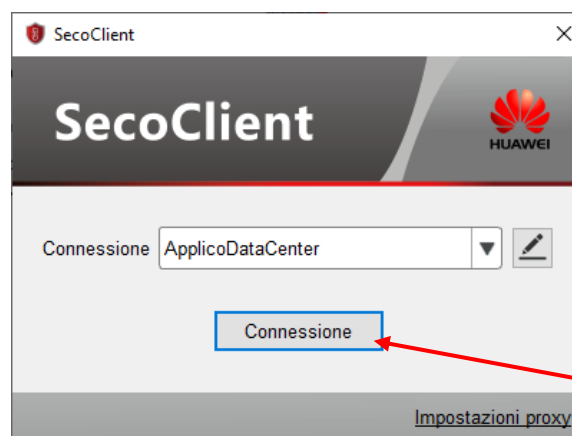 SecoClient
SecoClient
HUAWEI
Connessione ApplicoDataCenter
Connessione
Impostazioni proxy